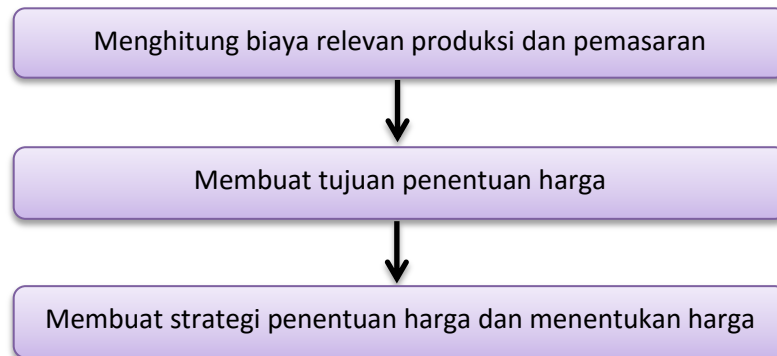 Menghitung biaya relevan produksi dan pemasaran
Membuat tujuan penentuan harga
Membuat strategi penentuan harga dan menentukan harga